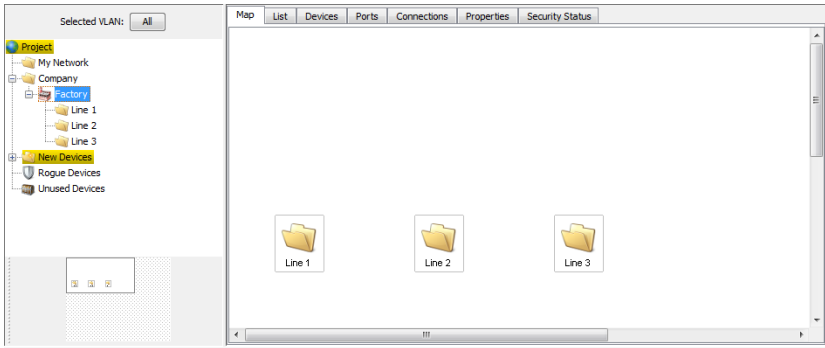 Selected VLAN: All
Map List Devices Ports Connections Properties Security Status
Project
My Network
Company
Factory
Line 1
Line 2
Line 3
New Devices
Rogue Devices
Unused Devices
Line 1 Line 2 Line 3